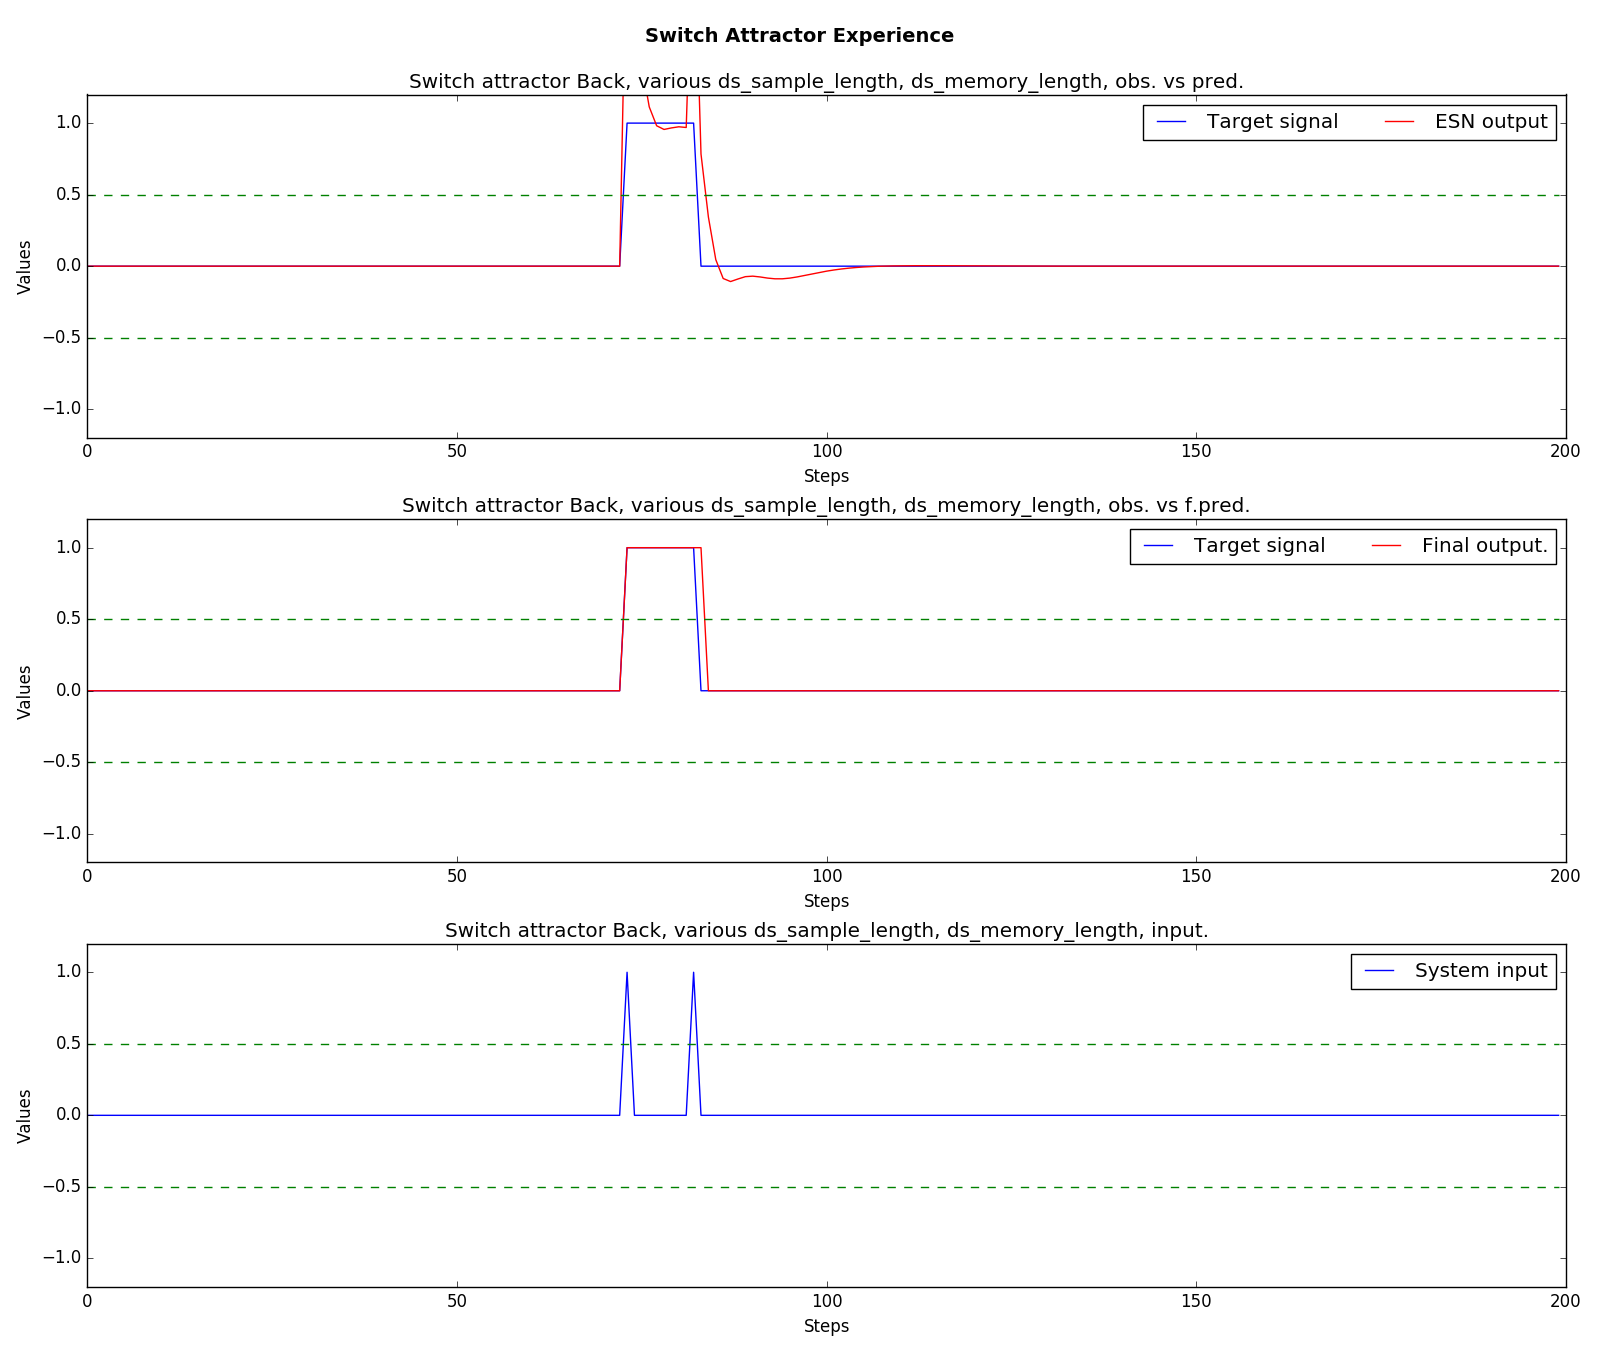 Switch Attractor Experience
Switch attractor Back, various ds_sample_length, ds_memory_length, obs. vs pred.
Target signal ESN output
1.0
0.5
0.0
−0.5
−1.0
Values
0 50 100 150 200
Steps
Switch attractor Back, various ds_sample_length, ds_memory_length, obs. vs f.pred.
Target signal Final output.
1.0
0.5
0.0
−0.5
−1.0
Values
0 50 100 150 200
Steps
Switch attractor Back, various ds_sample_length, ds_memory_length, input.
System input
1.0
0.5
0.0
−0.5
−1.0
Values
0 50 100 150 200
Steps